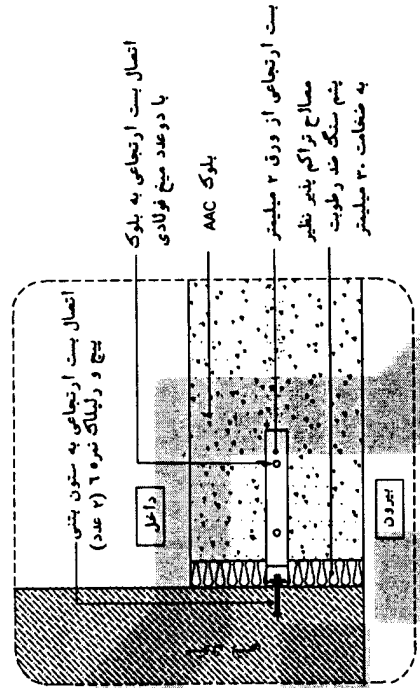 اتصال بست ارتجاعی به ستون بتنی
پیچ و رلپلاک نمره ٦ (۲ عدد)
داخل
اتصال بست ارتجاعی به بلوک
با دو عدد میخ فولادی
بلوک AAC
بست ارتجاعی از ورق ۲ میلیمتر
مصالح تراکم پذیر نظیر
پشم سنگ ضد رطوبت
به ضخامت ۳۰ میلیمتر
بیرون